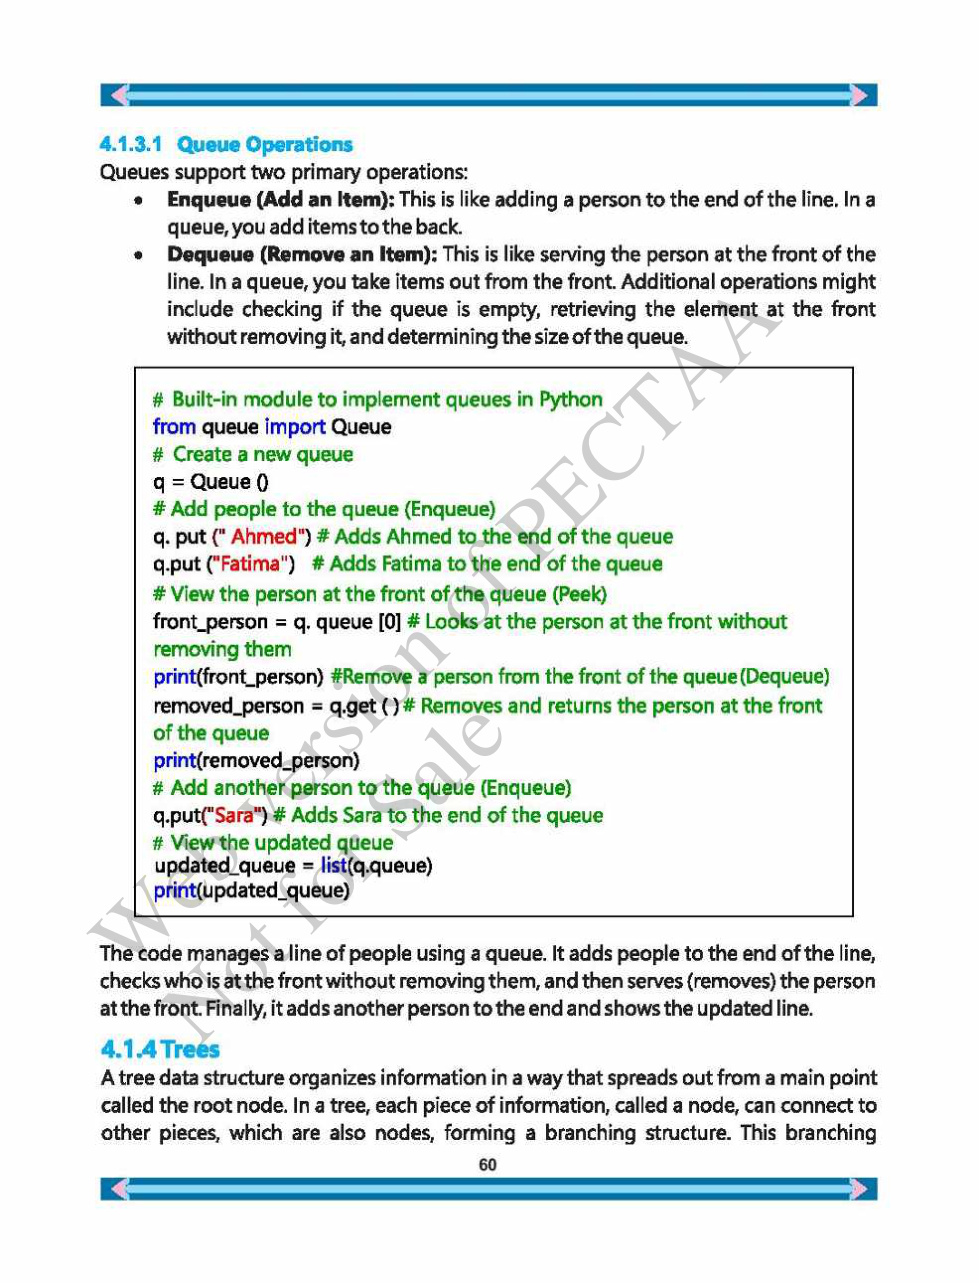 4.1.3.1 Queue Operations
Queues support two primary operations:
• Enqueue (Add an Item): This is like adding a person to the end of the line. In a
queue, you add items to the back.
• Dequeue (Remove an Item): This is like serving the person at the front of the
line. In a queue, you take items out from the front. Additional operations might
include checking if the queue is empty, retrieving the element at the front
without removing it, and determining the size of the queue.
# Built-in module to implement queues in Python
from queue import Queue
# Create a new queue
q = Queue ()
# Add people to the queue (Enqueue)
q. put (" Ahmed") # Adds Ahmed to the end of the queue
q.put ("Fatima") # Adds Fatima to the end of the queue
# View the person at the front of the queue (Peek)
front_person = q. queue [0] # Looks at the person at the front without
removing them
print(front_person) #Remove a person from the front of the queue(Dequeue)
removed_person = q.get ( ) # Removes and returns the person at the front
of the queue
print(removed_person)
# Add another person to the queue (Enqueue)
q.put("Sara") # Adds Sara to the end of the queue
# View the updated queue
updated_queue = list(q.queue)
print(updated_queue)
The code manages a line of people using a queue. It adds people to the end of the line,
checks who is at the front without removing them, and then serves (removes) the person
at the front. Finally, it adds another person to the end and shows the updated line.
4.1.4 Trees
A tree data structure organizes information in a way that spreads out from a main point
called the root node. In a tree, each piece of information, called a node, can connect to
other pieces, which are also nodes, forming a branching structure. This branching
60
Web version of PECTAA
Not for Sale